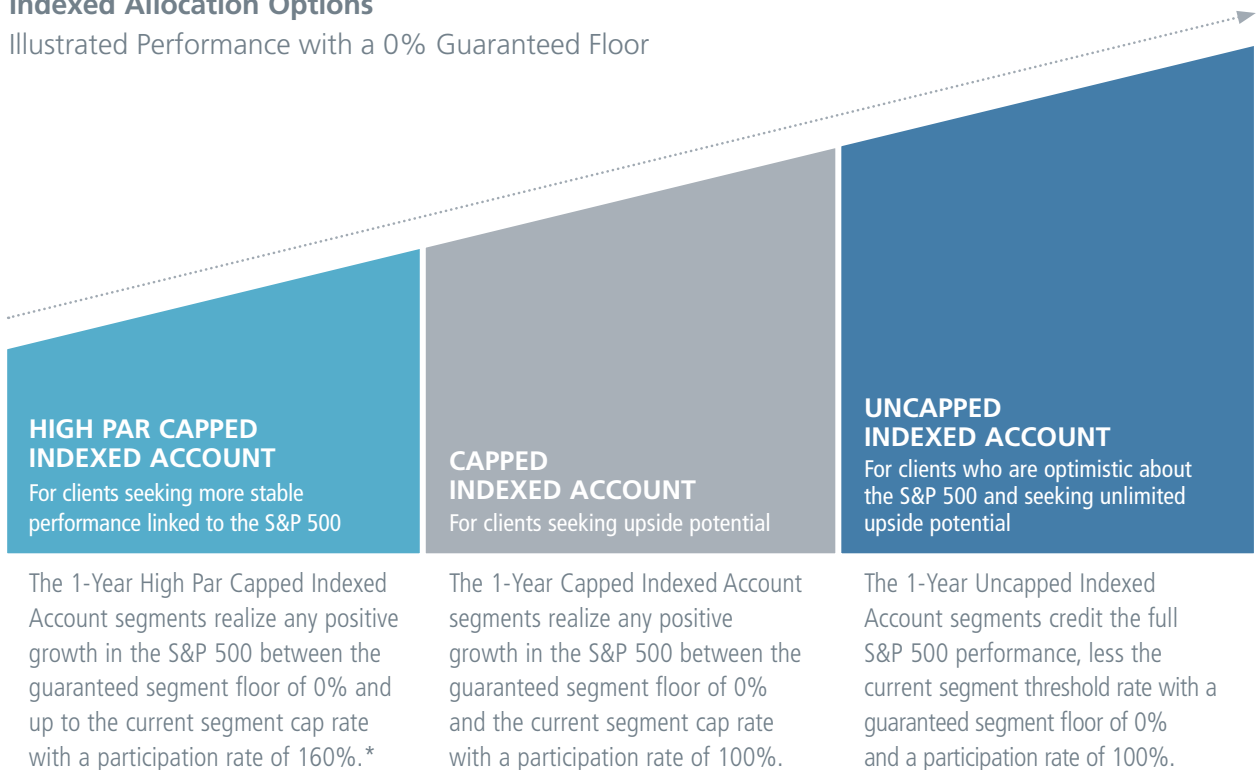 Indexed Allocation Options
Illustrated Performance with a 0% Guaranteed Floor
HIGH PAR CAPPED
INDEXED ACCOUNT
For clients seeking more stable
performance linked to the S&P 500
CAPPED
INDEXED ACCOUNT
For clients seeking upside potential
UNCAPPED
INDEXED ACCOUNT
For clients who are optimistic about
the S&P 500 and seeking unlimited
upside potential
The 1-Year High Par Capped Indexed
Account segments realize any positive
growth in the S&P 500 between the
guaranteed segment floor of 0% and
up to the current segment cap rate
with a participation rate of 160%.*
The 1-Year Capped Indexed Account
segments realize any positive
growth in the S&P 500 between the
guaranteed segment floor of 0%
and the current segment cap rate
with a participation rate of 100%.
The 1-Year Uncapped Indexed
Account segments credit the full
S&P 500 performance, less the
current segment threshold rate with a
guaranteed segment floor of 0%
and a participation rate of 100%.